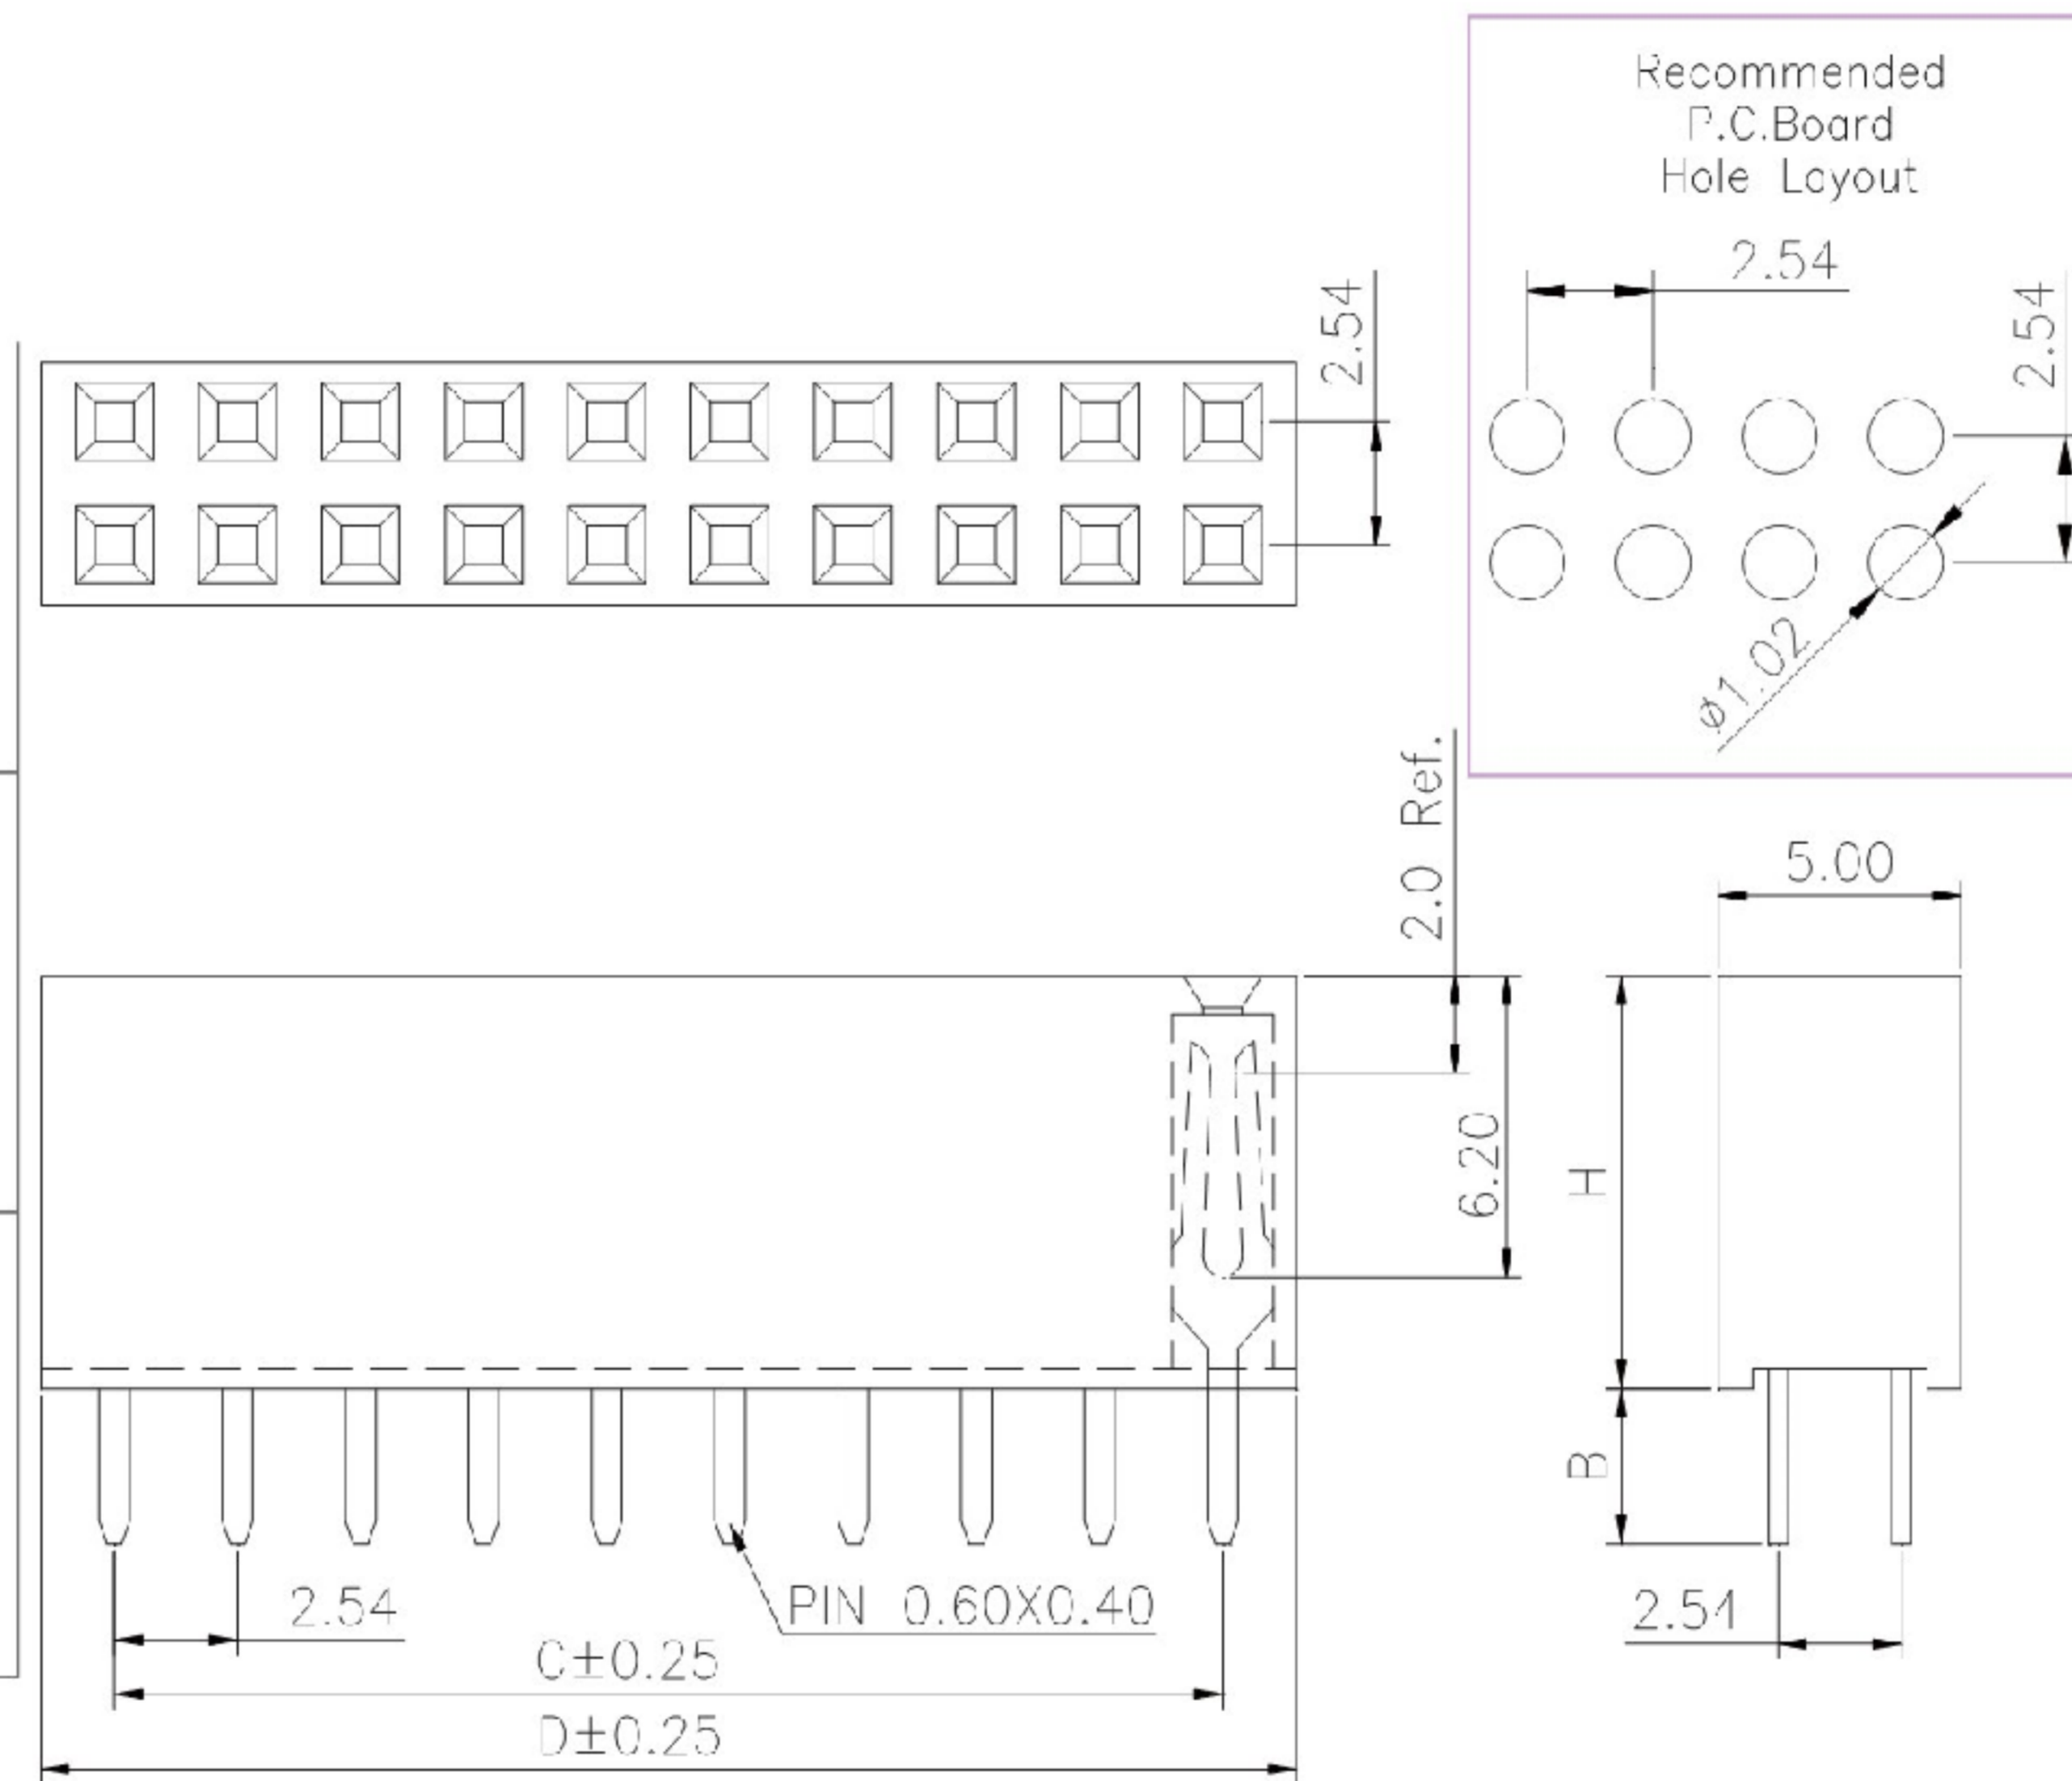 Recommended
P.C.Board
Hole Layout
2.54
2.54
2.54
ø1.02
2.0 Ref.
5.00
6.20
H
B
2.54
PIN 0.60X0.40
2.54
C±0.25
D±0.25